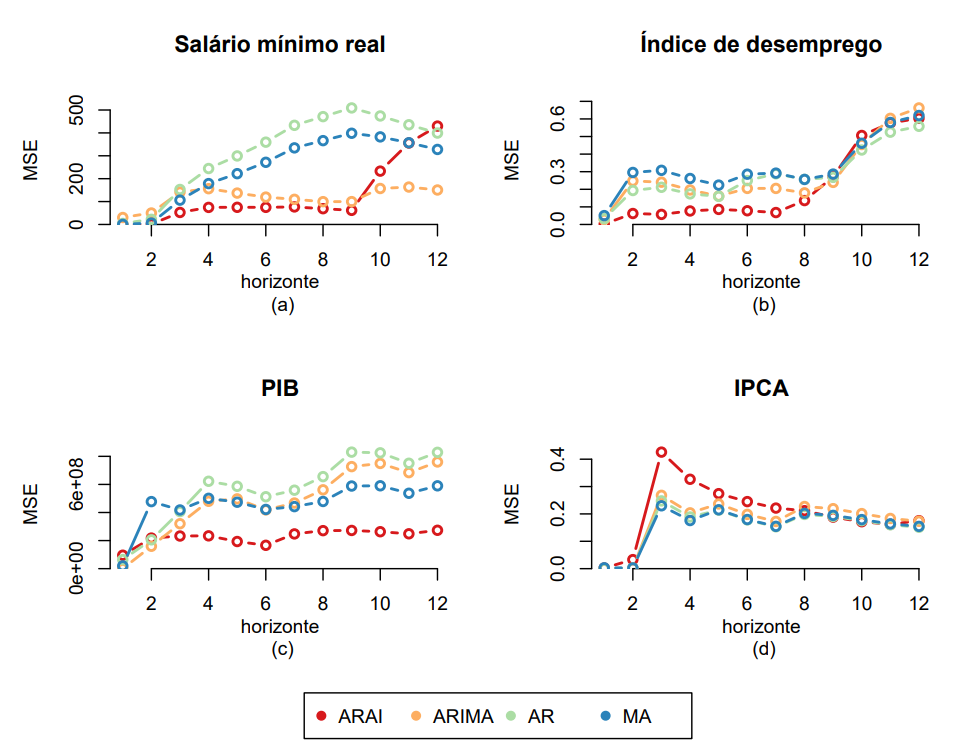 Salário mínimo real
MSE
0
200
500
2 4 6 8 10 12
horizonte
(a)
Índice de desemprego
MSE
0.0
0.3
0.6
2 4 6 8 10 12
horizonte
(b)
PIB
MSE
0e+00
6e+08
2 4 6 8 10 12
horizonte
(c)
IPCA
MSE
0.0
0.2
0.4
2 4 6 8 10 12
horizonte
(d)
ARAI ARIMA AR MA